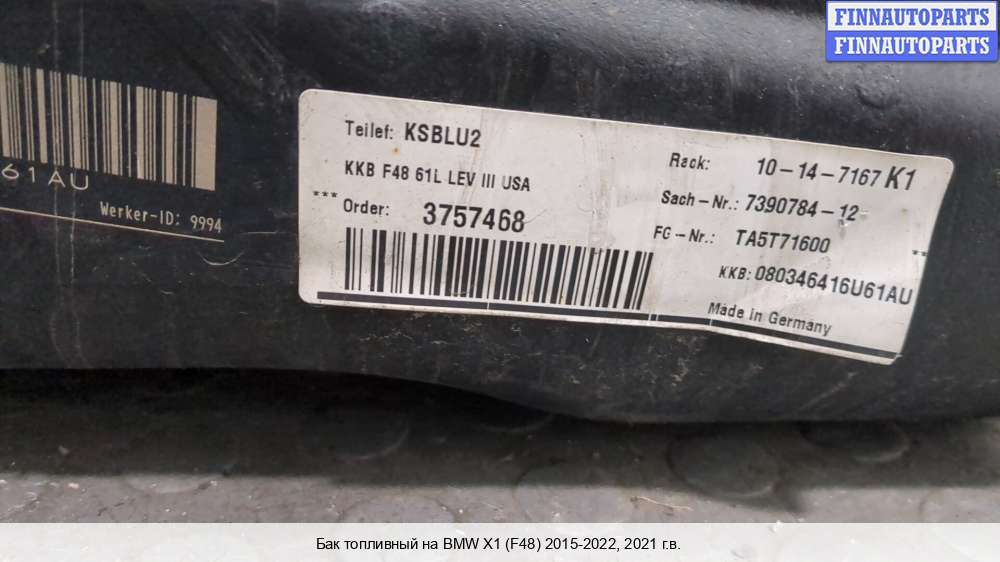 FINNAUTOPARTS
FINNAUTOPARTS
61AU
Werker-ID: 9994
Teilef: KSBLU2
KKB F48 61L LEV III USA
*** Order: 3757468
Rack: 10-14-7167 K1
Sach-Nr.: 7390784-12
FG-Nr.: TA5T71600 **
KKB: 080346416U61AU
Made in Germany
Бак топливный на BMW X1 (F48) 2015-2022, 2021 г.в.